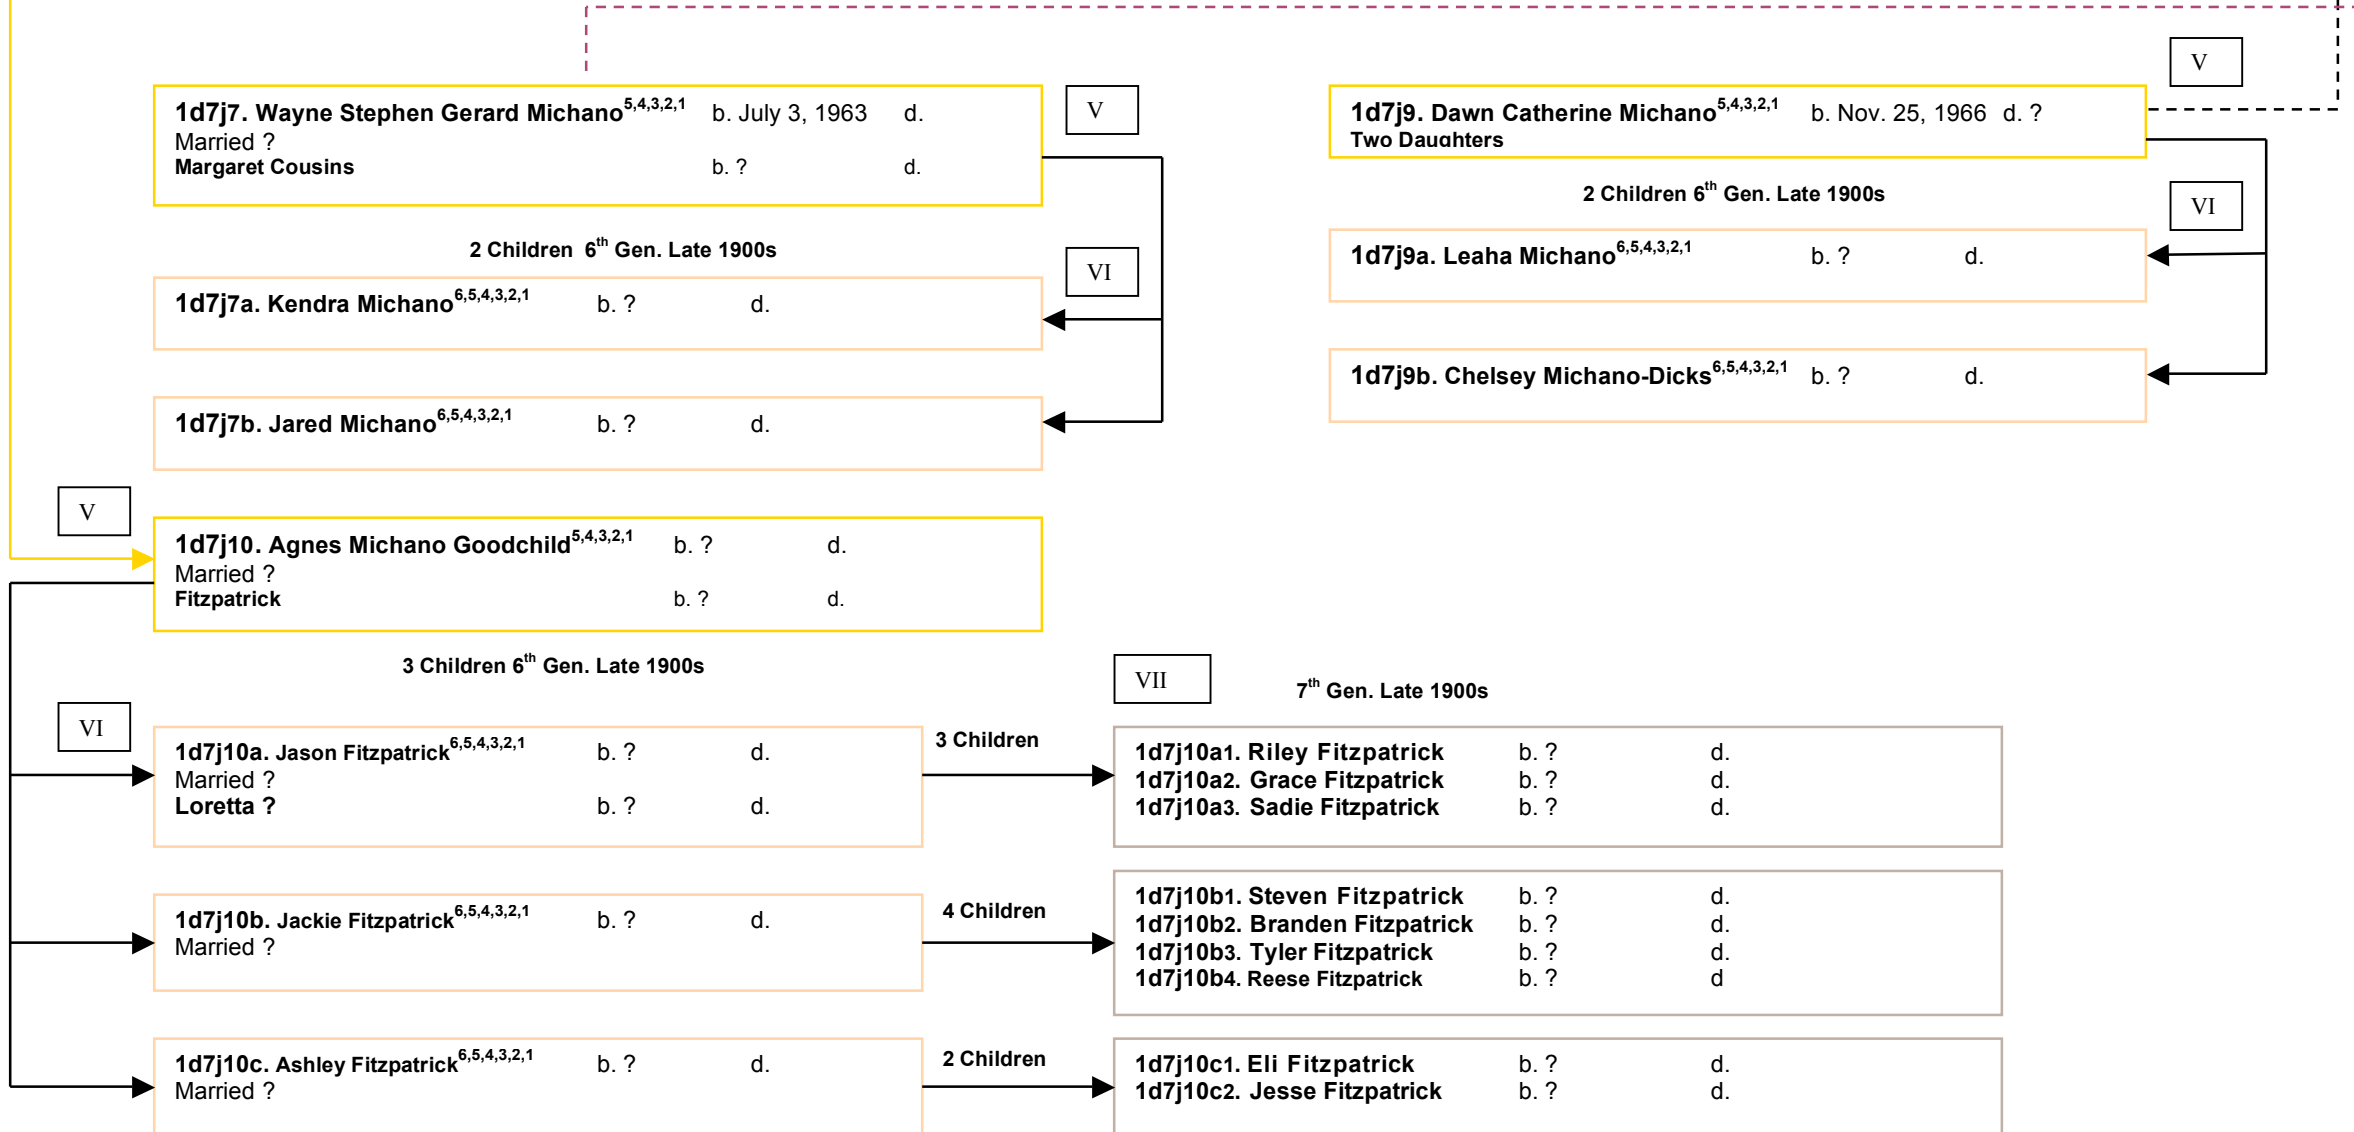 V
1d7j7. Wayne Stephen Gerard Michano5,4,3,2,1 b. July 3, 1963 d.
Married ?
Margaret Cousins b. ? d.
V
1d7j9. Dawn Catherine Michano5,4,3,2,1 b. Nov. 25, 1966 d. ?
Two Daughters
2 Children 6th Gen. Late 1900s
VI
2 Children 6th Gen. Late 1900s
VI
1d7j9a. Leaha Michano6,5,4,3,2,1 b. ? d.
1d7j7a. Kendra Michano6,5,4,3,2,1 b. ? d.
1d7j9b. Chelsey Michano-Dicks6,5,4,3,2,1 b. ? d.
1d7j7b. Jared Michano6,5,4,3,2,1 b. ? d.
V
1d7j10. Agnes Michano Goodchild5,4,3,2,1 b. ? d.
Married ?
Fitzpatrick b. ? d.
3 Children 6th Gen. Late 1900s
VII
7th Gen. Late 1900s
VI
1d7j10a. Jason Fitzpatrick6,5,4,3,2,1 b. ? d.
Married ?
Loretta ? b. ? d.
3 Children
1d7j10a1. Riley Fitzpatrick b. ? d.
1d7j10a2. Grace Fitzpatrick b. ? d.
1d7j10a3. Sadie Fitzpatrick b. ? d.
1d7j10b. Jackie Fitzpatrick6,5,4,3,2,1 b. ? d.
Married ?
4 Children
1d7j10b1. Steven Fitzpatrick b. ? d.
1d7j10b2. Branden Fitzpatrick b. ? d.
1d7j10b3. Tyler Fitzpatrick b. ? d.
1d7j10b4. Reese Fitzpatrick b. ? d
1d7j10c. Ashley Fitzpatrick6,5,4,3,2,1 b. ? d.
Married ?
2 Children
1d7j10c1. Eli Fitzpatrick b. ? d.
1d7j10c2. Jesse Fitzpatrick b. ? d.